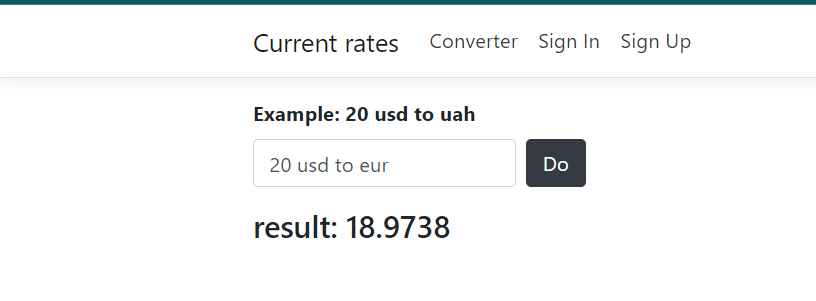 Current rates Converter Sign In Sign Up
Example: 20 usd to uah
20 usd to eur Do
result: 18.9738